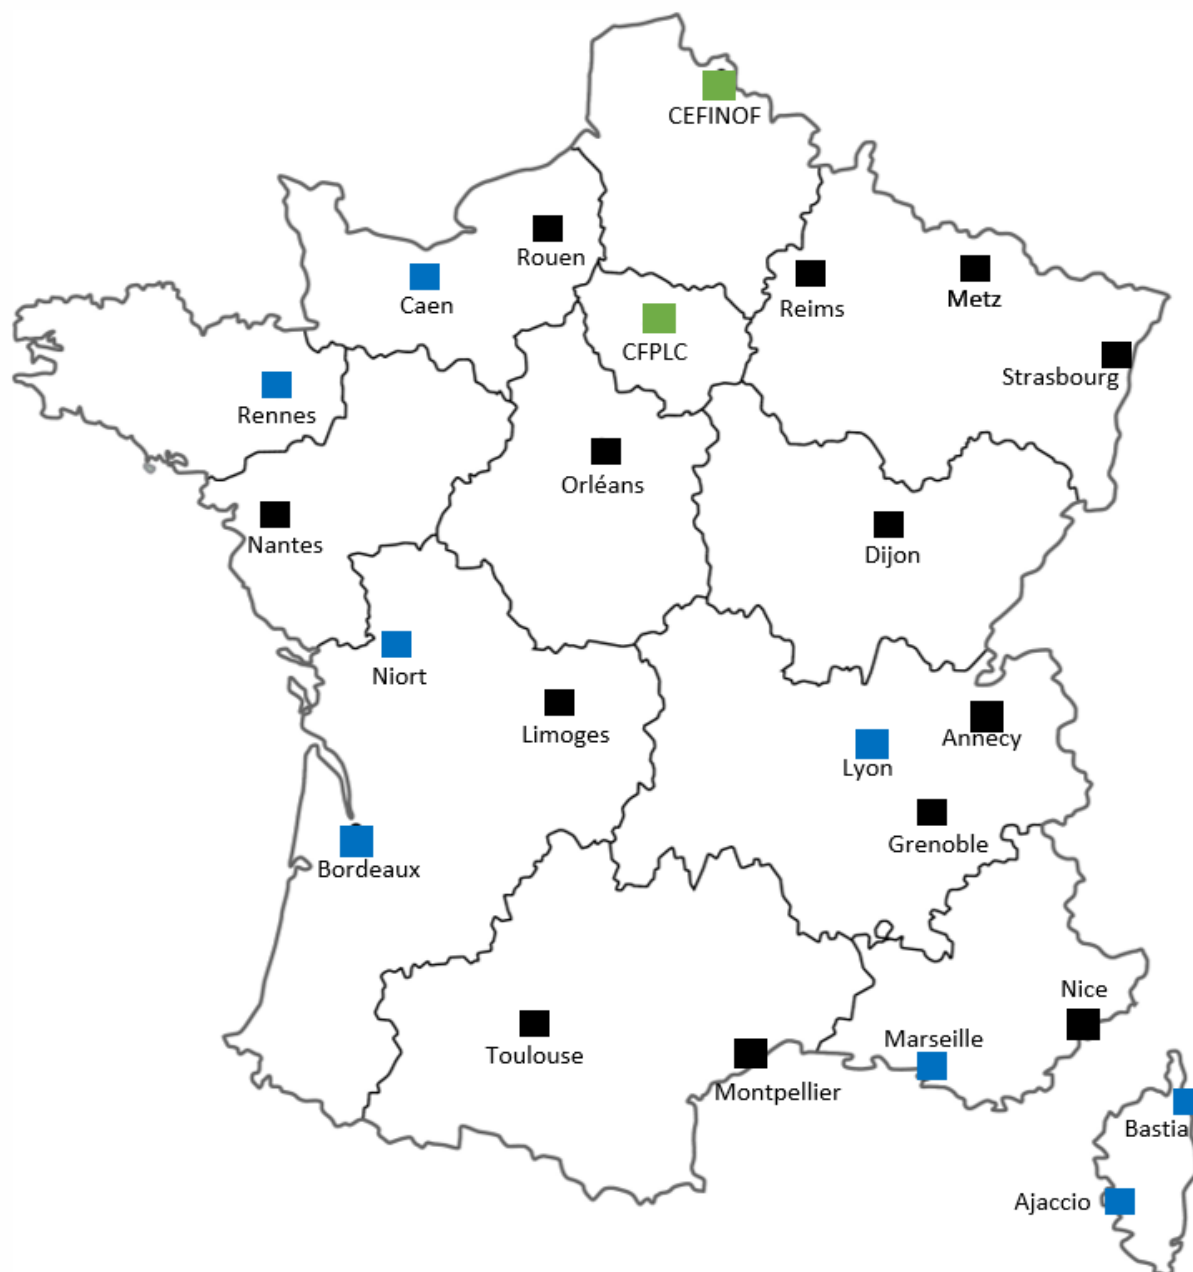 CEFINOF
Rouen
Caen
Reims
Metz
CFPLC
Strasbourg
Rennes
Orléans
Nantes
Dijon
Niort
Limoges
Annecy
Lyon
Grenoble
Bordeaux
Nice
Marseille
Toulouse
Montpellier
Bastia
Ajaccio